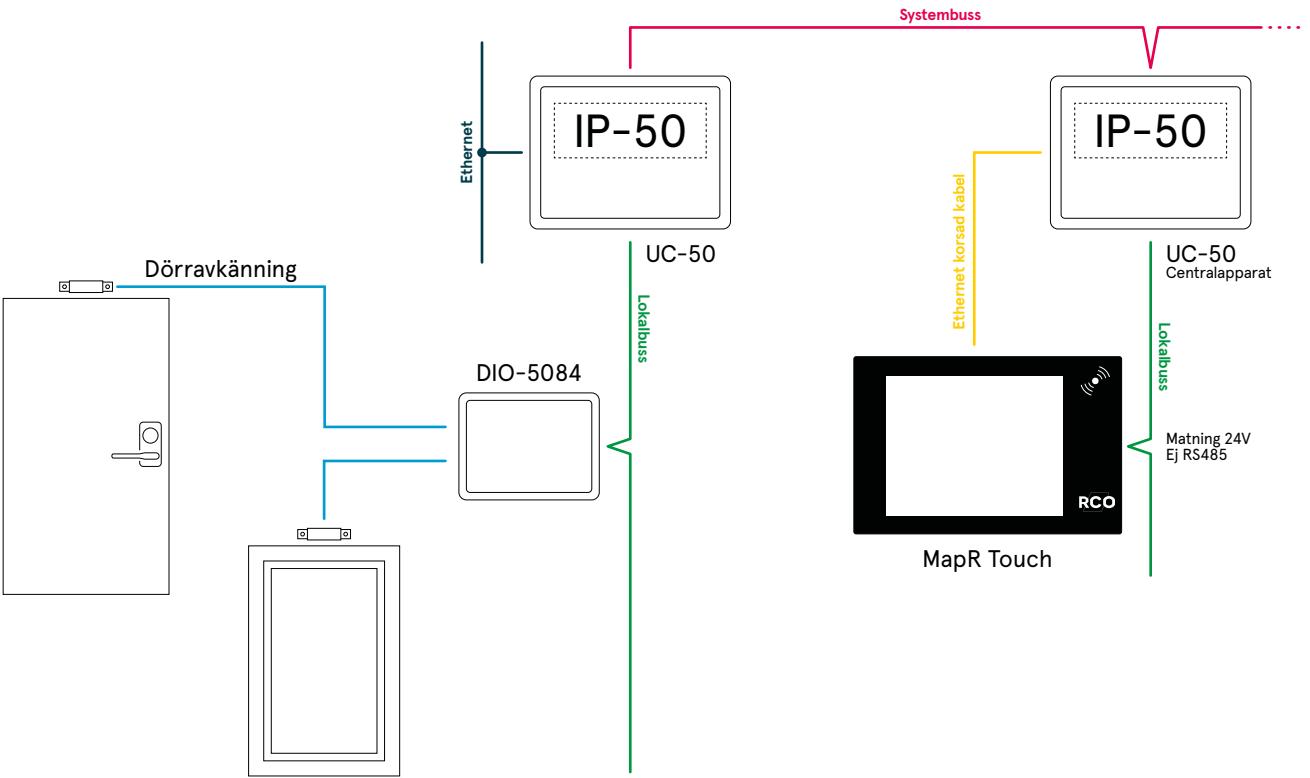 Systembuss
Ethernet
IP-50
IP-50
Ethernet korsad kabel
UC-50
UC-50
Centralapparat
Dörravkänning
Lokalbuss
Lokalbuss
DIO-5084
Matning 24V
Ej RS485
RCO
MapR Touch